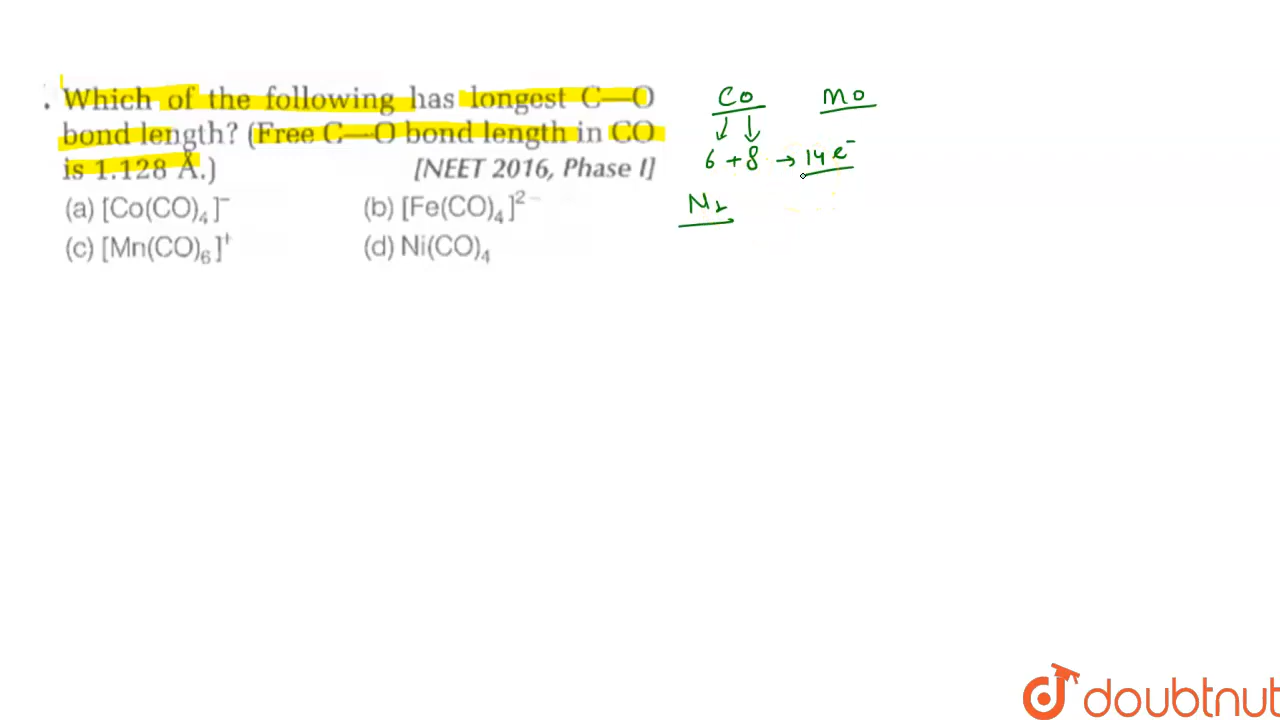 . Which of the following has longest C—O
bond length? (Free C—O bond length in CO
is 1.128 Å.) [NEET 2016, Phase I]
(a) [Co(CO)₄]⁻ (b) [Fe(CO)₄]²⁻
(c) [Mn(CO)₆]⁺ (d) Ni(CO)₄
CO MO
6 + 8 → 14 e⁻
N₂
doubtnut